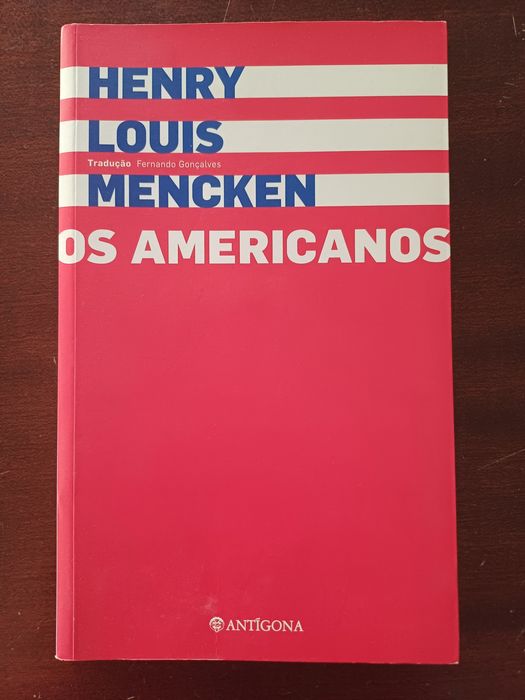 HENRY
LOUIS
Tradução Fernando Gonçalves
MENCKEN
OS AMERICANOS
ANTÍGONA